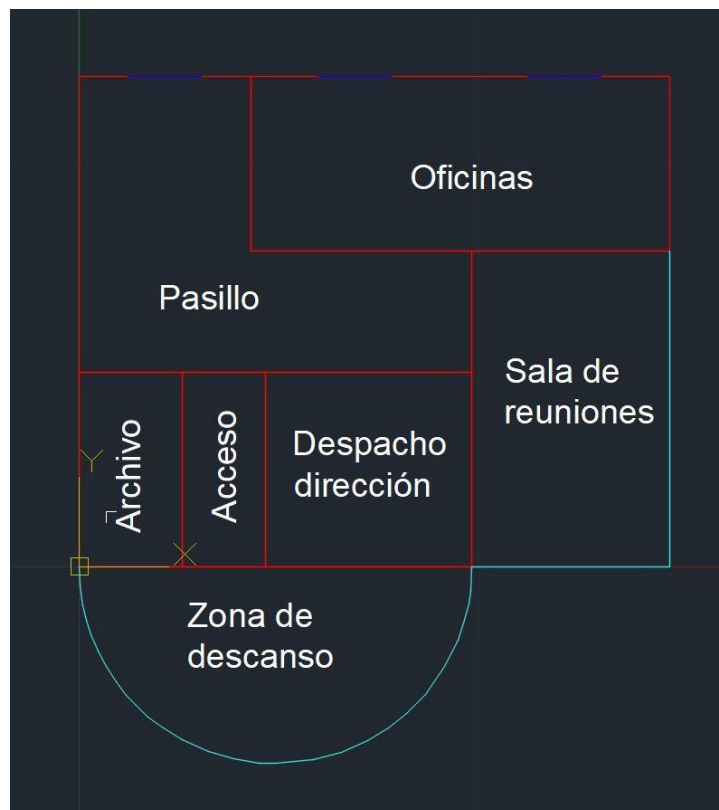 Oficinas
Pasillo
Sala de
reuniones
Archivo
Acceso
Despacho
dirección
Y
X
Zona de
descanso